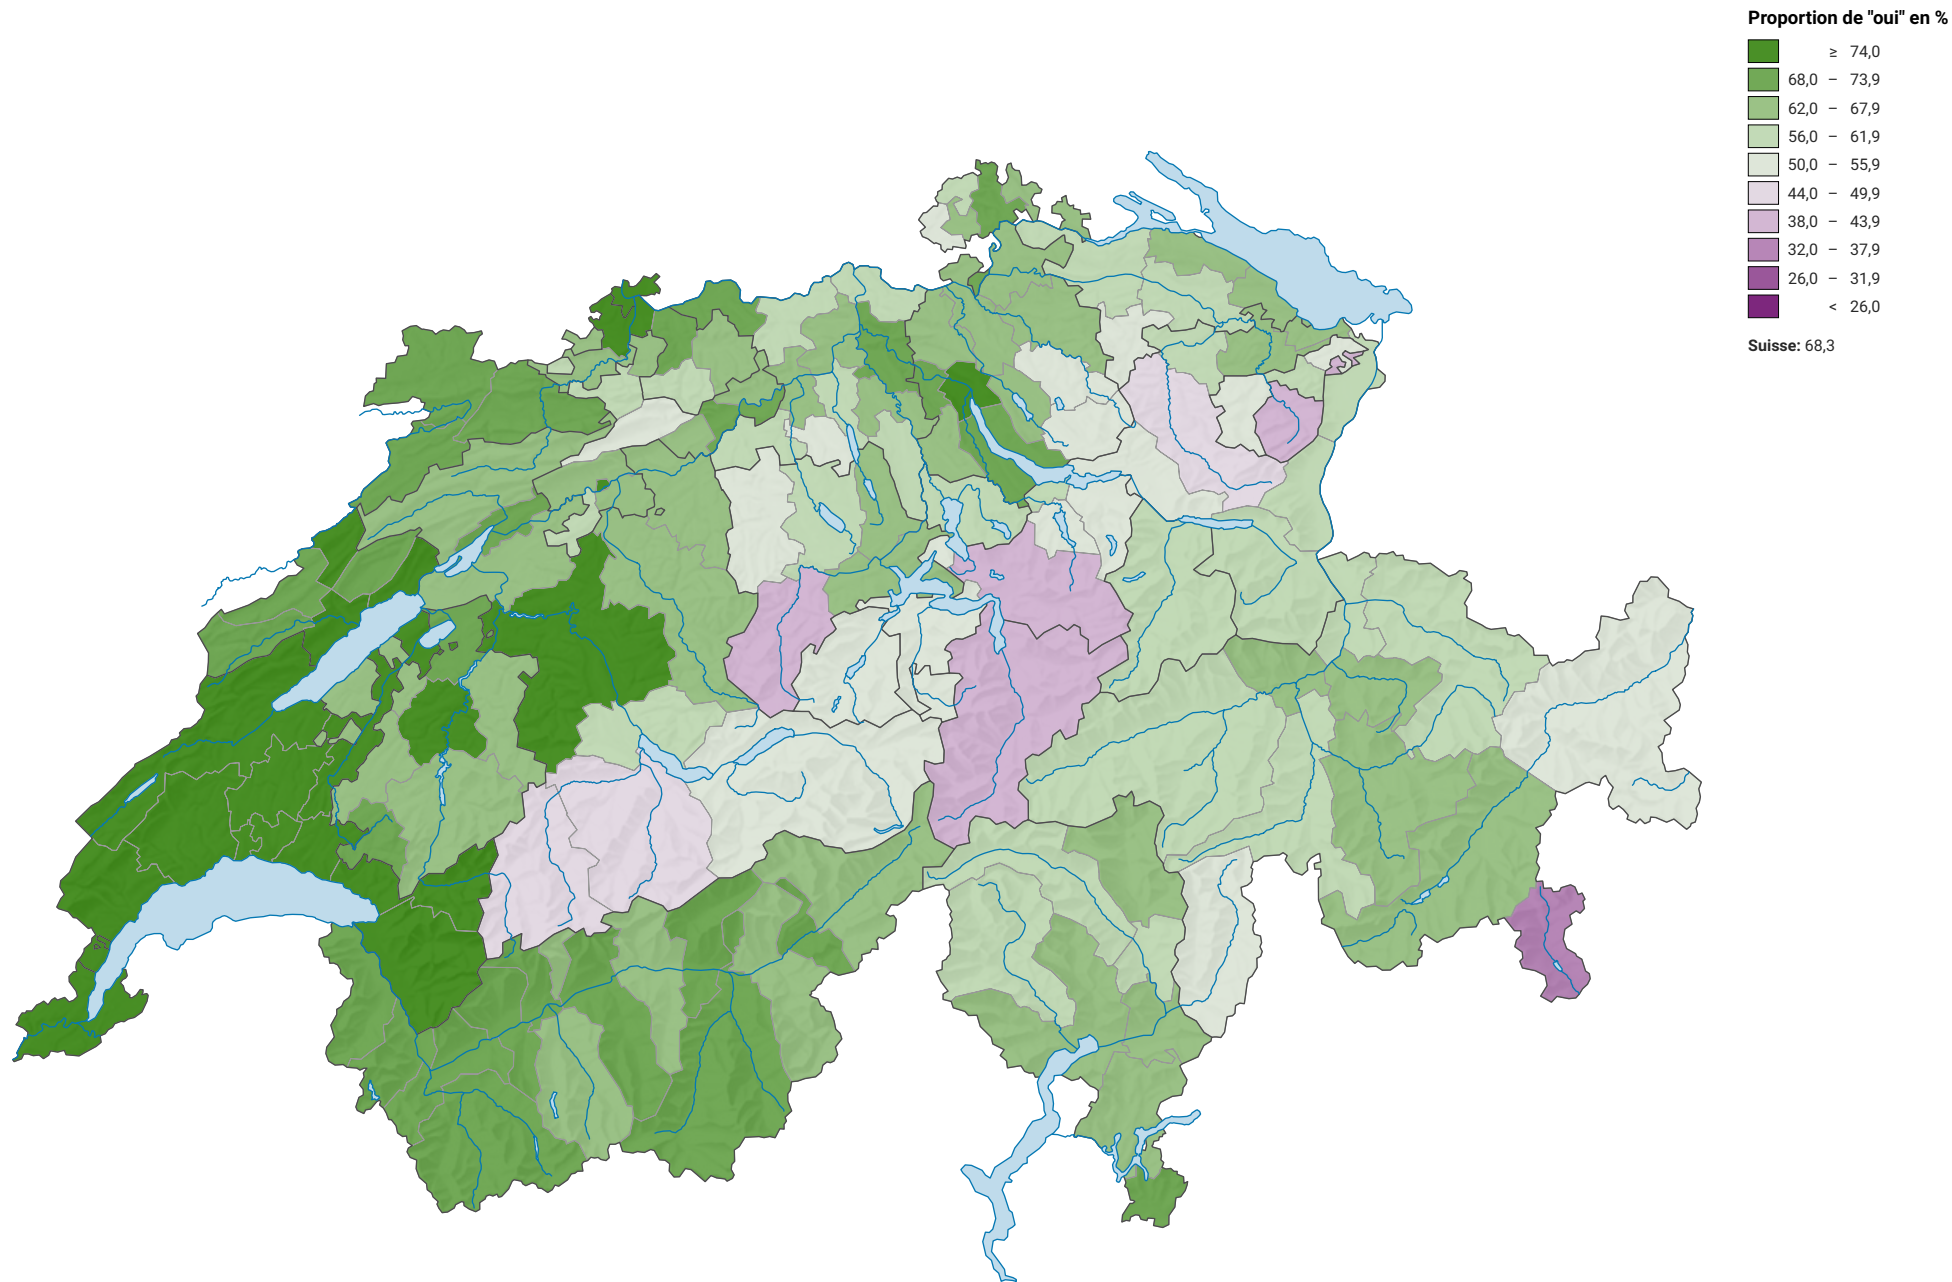 Proportion de "oui" en %
≥ 74,0
68,0 – 73,9
62,0 – 67,9
56,0 – 61,9
50,0 – 55,9
44,0 – 49,9
38,0 – 43,9
32,0 – 37,9
26,0 – 31,9
< 26,0
Suisse: 68,3